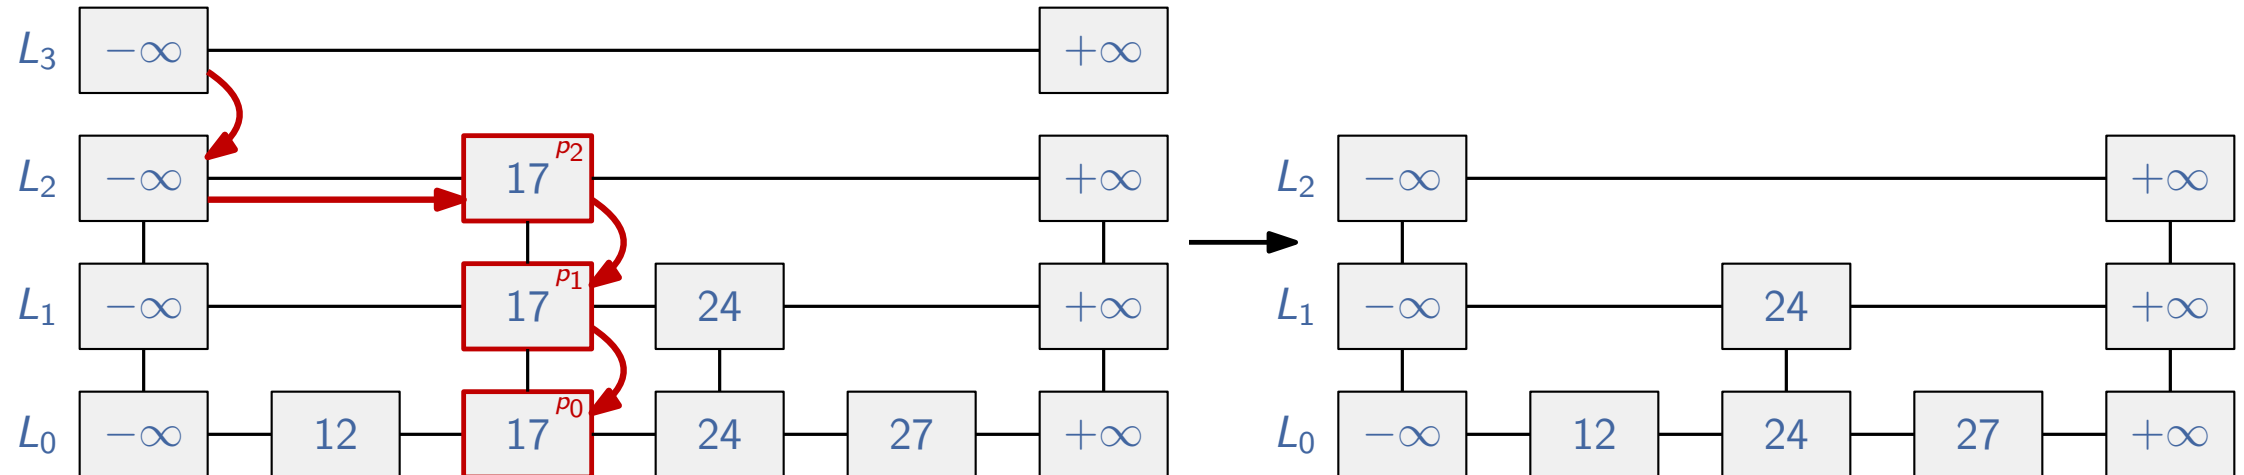 L3 −∞ +∞
L2 −∞ 17 p2 +∞ L2 −∞ +∞
L1 −∞ 17 p1 24 +∞ L1 −∞ 24 +∞
L0 −∞ 12 17 p0 24 27 +∞ L0 −∞ 12 24 27 +∞